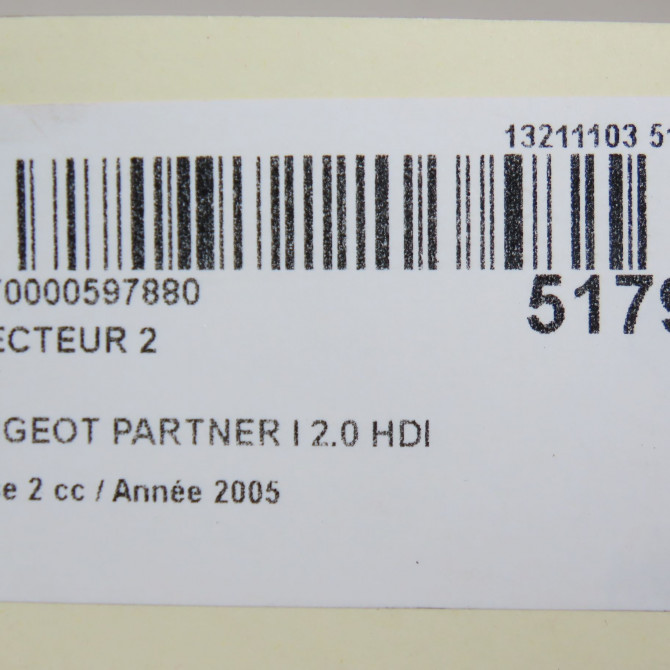 13211103 51
70000597880
5179
ECTEUR 2
GEOT PARTNER I 2.0 HDI
e 2 cc / Année 2005